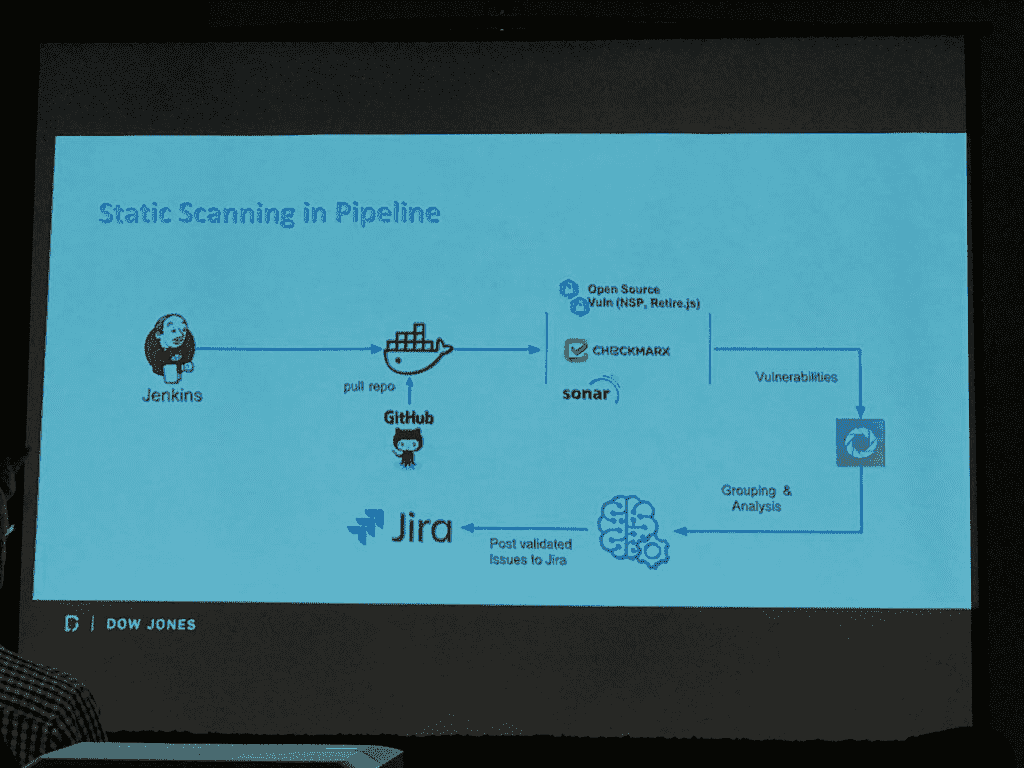 Static Scanning in Pipeline
Open Source
Vuln (NSP, Retire.js)
CHECKMARX
sonar
Jenkins
pull repo
GitHub
Vulnerabilities
Grouping &
Analysis
Jira
Post validated
Issues to Jira
D | DOW JONES